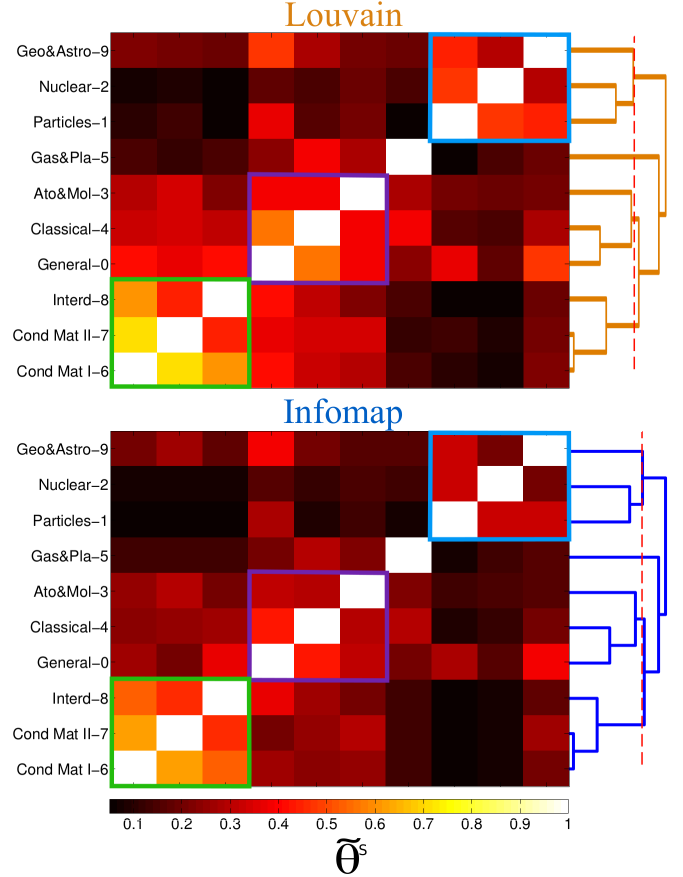 Louvain
Geo&Astro−9
Nuclear−2
Particles−1
Gas&Pla−5
Ato&Mol−3
Classical−4
General−0
Interd−8
Cond Mat II−7
Cond Mat I−6
Infomap
Geo&Astro−9
Nuclear−2
Particles−1
Gas&Pla−5
Ato&Mol−3
Classical−4
General−0
Interd−8
Cond Mat II−7
Cond Mat I−6
0.1 0.2 0.3 0.4 0.5 0.6 0.7 0.8 0.9 1
θ̃ˢ